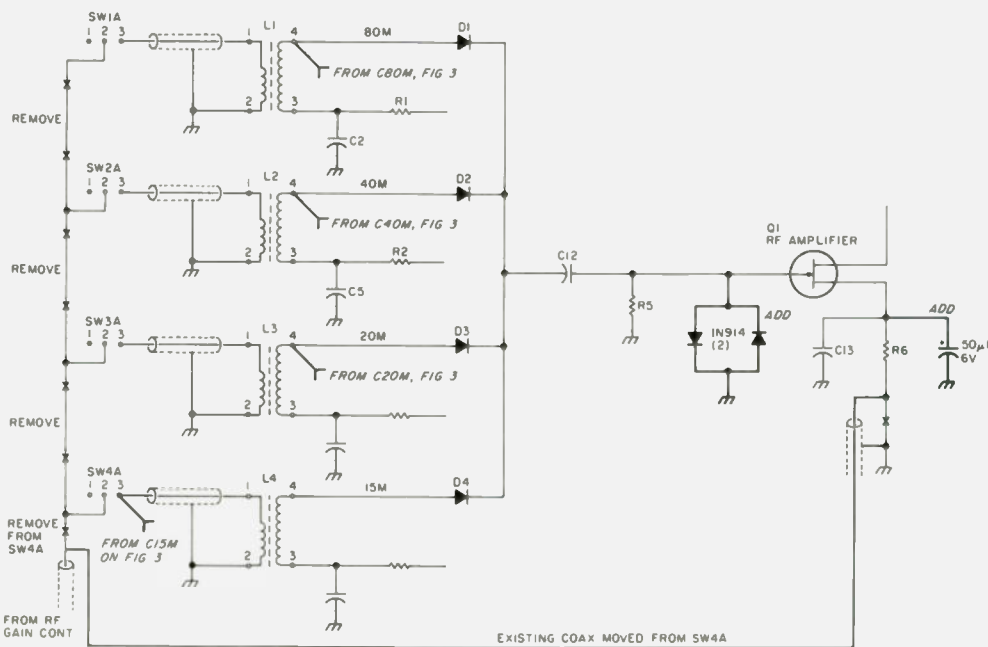 SW1A
1 2 3
REMOVE
1
L1
4
80M
D1
FROM C80M, FIG 3
2
3
R1
C2
SW2A
1 2 3
REMOVE
1
L2
4
40M
D2
FROM C40M, FIG 3
2
3
R2
C5
SW3A
1 2 3
REMOVE
1
L3
4
20M
D3
FROM C20M, FIG 3
2
3
SW4A
1 2 3
REMOVE
FROM
SW4A
FROM C15M
ON FIG 3
1
L4
4
15M
D4
2
3
FROM RF
GAIN CONT
EXISTING COAX MOVED FROM SW4A
C12
R5
ADD
1N914
(2)
Q1
RF AMPLIFIER
C13
R6
ADD
+
50µF
6V